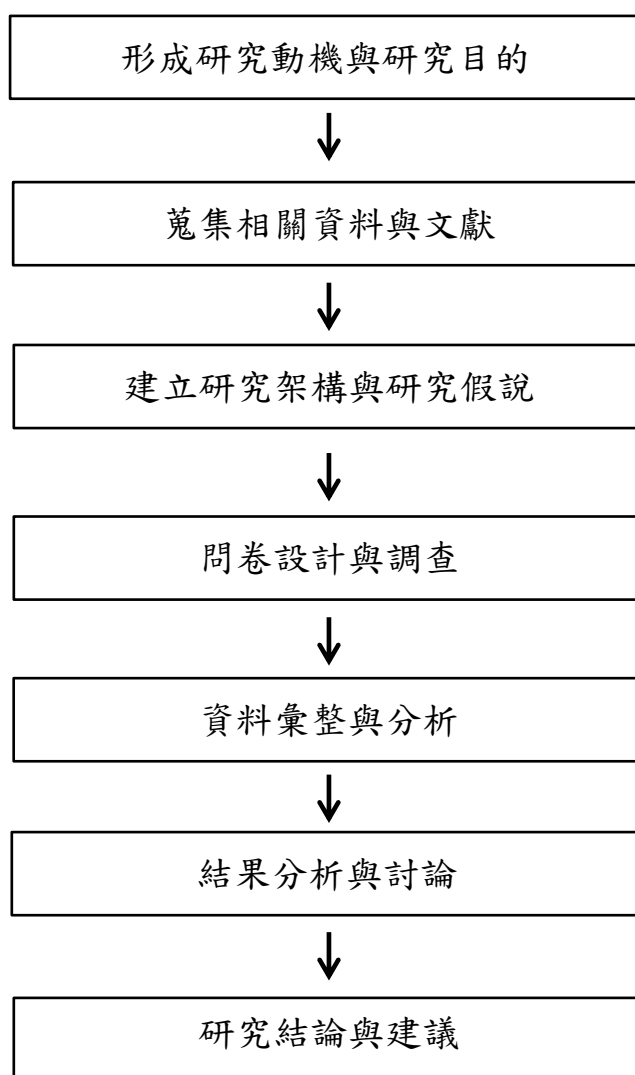 形成研究動機與研究目的
蒐集相關資料與文獻
建立研究架構與研究假說
問卷設計與調查
資料彙整與分析
結果分析與討論
研究結論與建議